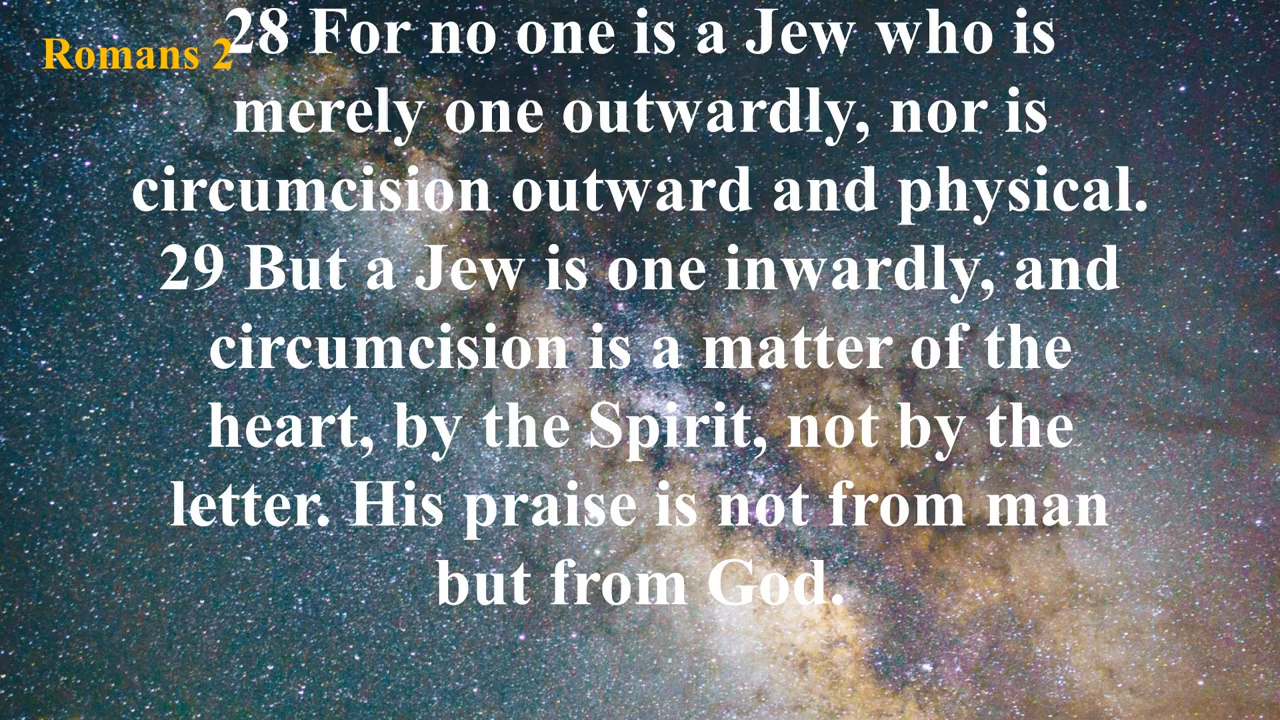 Romans 2
28 For no one is a Jew who is
merely one outwardly, nor is
circumcision outward and physical.
29 But a Jew is one inwardly, and
circumcision is a matter of the
heart, by the Spirit, not by the
letter. His praise is not from man
but from God.